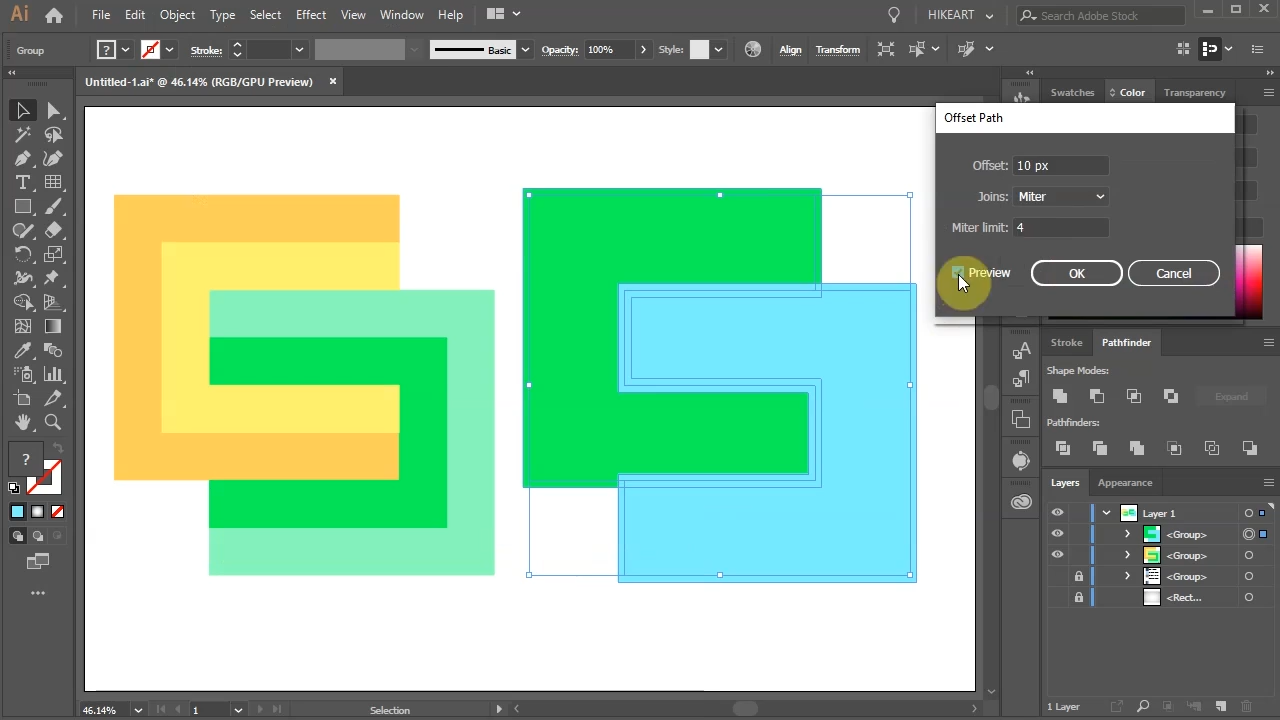 Ai File Edit Object Type Select Effect View Window Help HIKEART Search Adobe Stock
Group ? Stroke: Basic Opacity: 100% Style: Align Transform
Untitled-1.ai* @ 46.14% (RGB/GPU Preview) ×
Swatches Color Transparency
Offset Path
Offset: 10 px
Joins: Miter
Miter limit: 4
Preview OK Cancel
Stroke Pathfinder
Shape Modes:
Expand
Pathfinders:
?
Layers Appearance
Layer 1
<Group>
<Group>
<Group>
<Rect...
46.14% 1 Selection 1 Layer